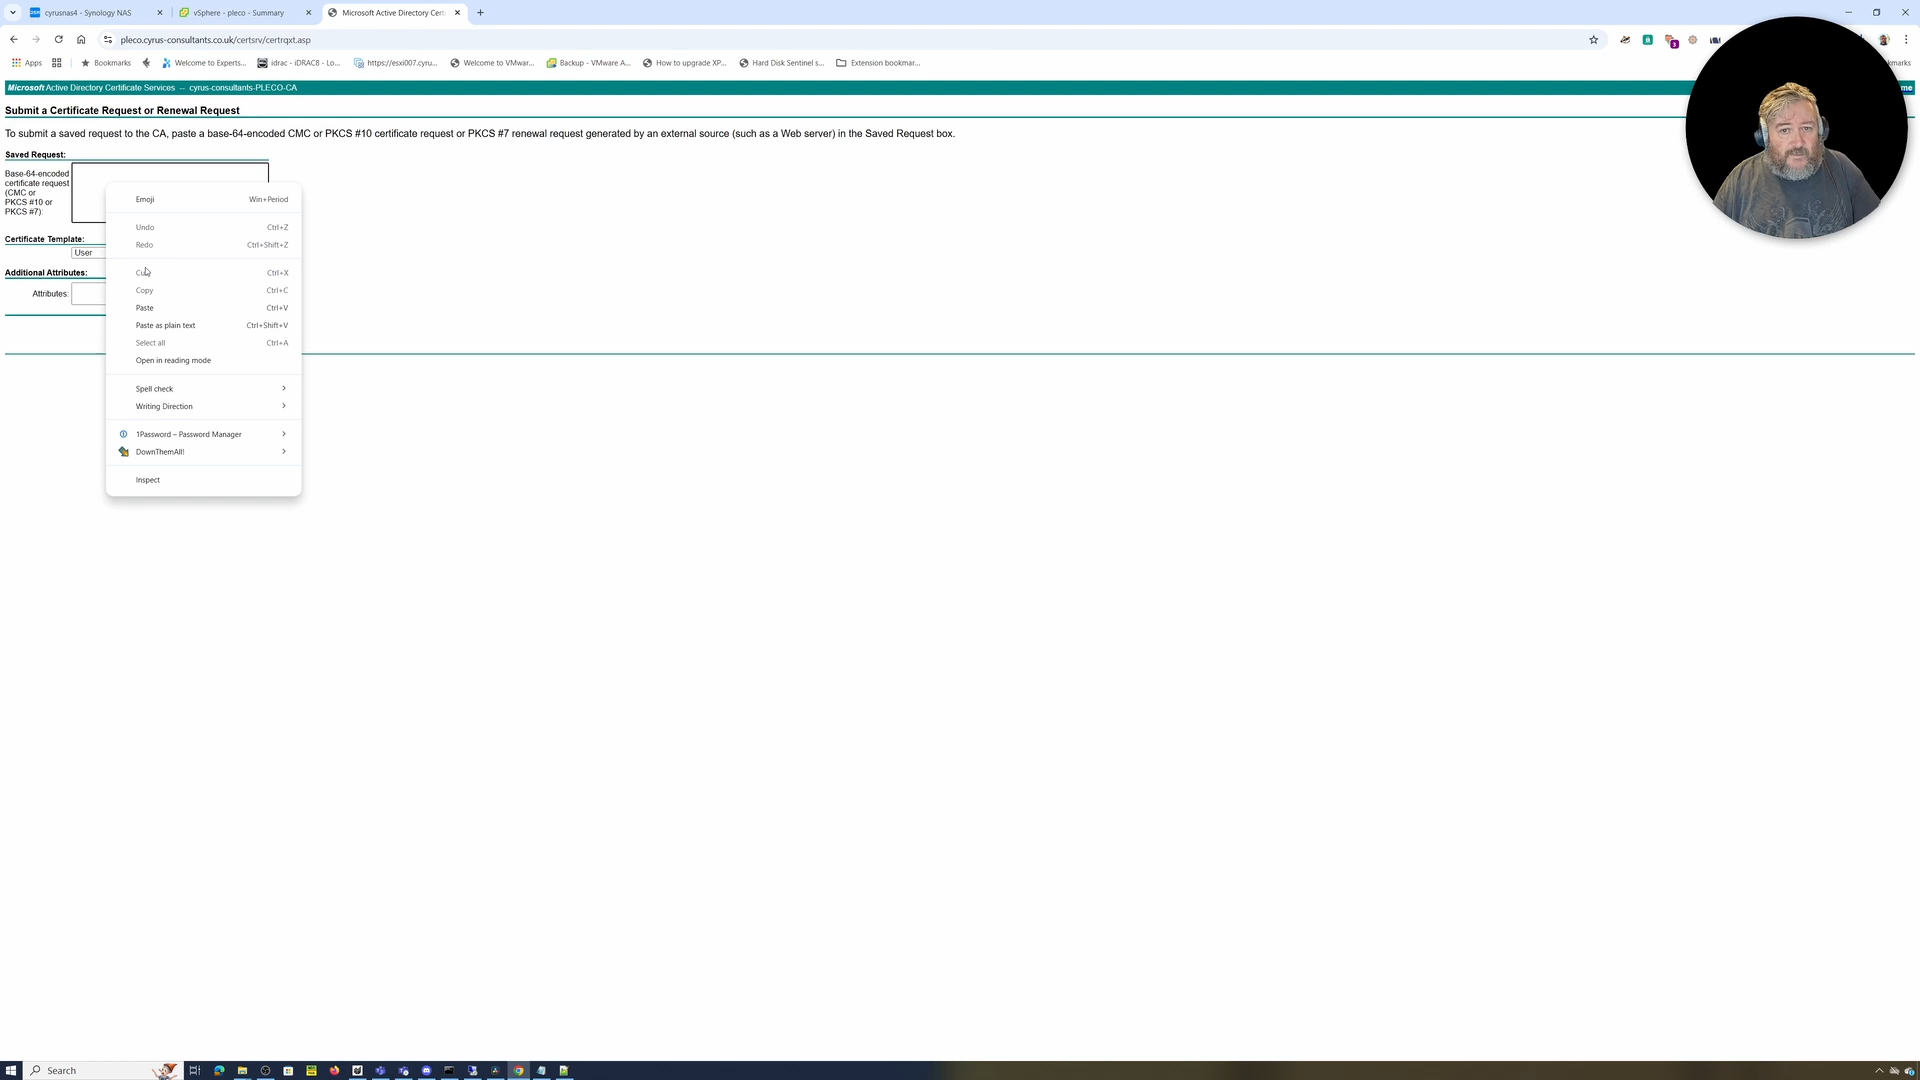 cyrusnas4 - Synology NAS
vSphere - pleco - Summary
Microsoft Active Directory Cert
pleco.cyrus-consultants.co.uk/certsrv/certrqxt.asp
Apps
Bookmarks
Welcome to Experts...
idrac - iDRAC8 - Lo...
https://esxi007.cyru...
Welcome to VMwar...
Backup - VMware A...
How to upgrade XP...
Hard Disk Sentinel s...
Extension bookmar...
Microsoft Active Directory Certificate Services -- cyrus-consultants-PLECO-CA
Submit a Certificate Request or Renewal Request
To submit a saved request to the CA, paste a base-64-encoded CMC or PKCS #10 certificate request or PKCS #7 renewal request generated by an external source (such as a Web server) in the Saved Request box.
Saved Request:
Base-64-encoded
certificate request
(CMC or
PKCS #10 or
PKCS #7):
Certificate Template:
User
Additional Attributes:
Attributes:
Emoji Win+Period
Undo Ctrl+Z
Redo Ctrl+Shift+Z
Cut Ctrl+X
Copy Ctrl+C
Paste Ctrl+V
Paste as plain text Ctrl+Shift+V
Select all Ctrl+A
Open in reading mode
Spell check
Writing Direction
1Password – Password Manager
DownThemAll!
Inspect
Search